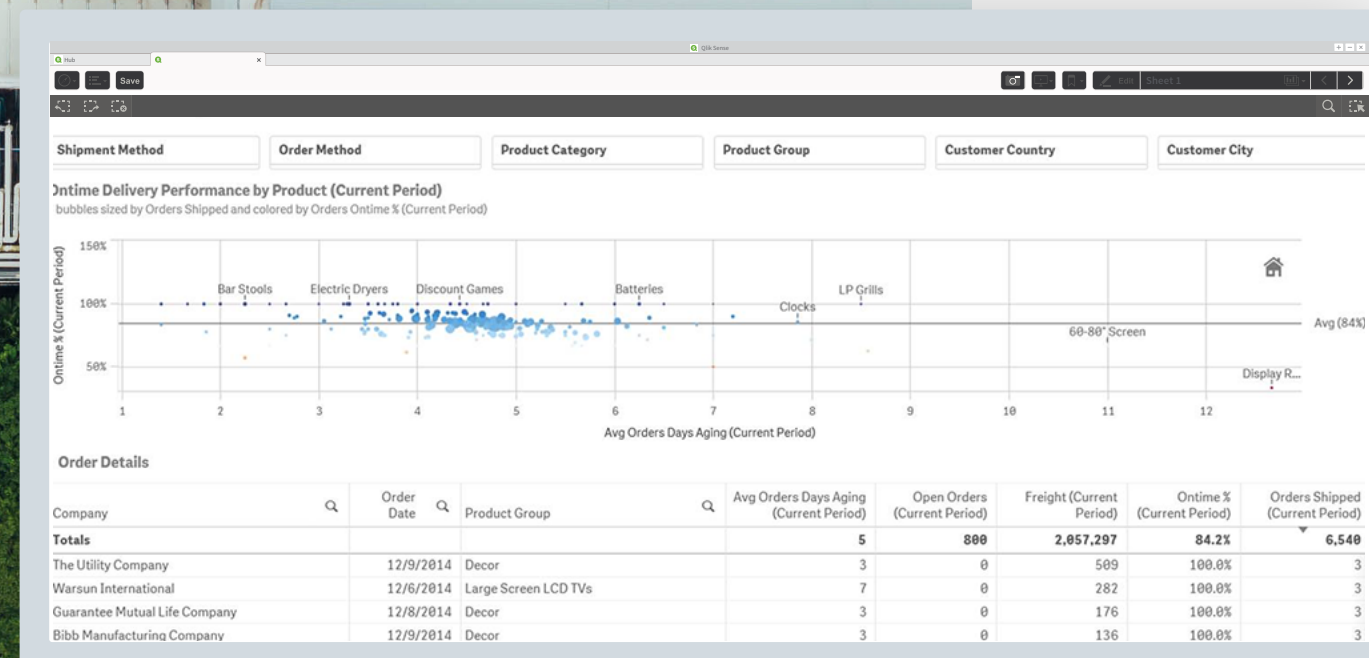 Qlik Sense
Hub
Save
Edit
Sheet 1
Shipment Method
Order Method
Product Category
Product Group
Customer Country
Customer City
Ontime Delivery Performance by Product (Current Period)
bubbles sized by Orders Shipped and colored by Orders Ontime % (Current Period)
Ontime % (Current Period)
150%
100%
50%
Bar Stools
Electric Dryers
Discount Games
Batteries
LP Grills
Clocks
60-80" Screen
Avg (84%)
Display R...
1 2 3 4 5 6 7 8 9 10 11 12
Avg Orders Days Aging (Current Period)
Order Details
Company
Order
Date
Product Group
Avg Orders Days Aging
(Current Period)
Open Orders
(Current Period)
Freight (Current
Period)
Ontime %
(Current Period)
Orders Shipped
(Current Period)
Totals 5 800 2,057,297 84.2% 6,540
The Utility Company 12/9/2014 Decor 3 0 509 100.0% 3
Warsun International 12/6/2014 Large Screen LCD TVs 7 0 282 100.0% 3
Guarantee Mutual Life Company 12/8/2014 Decor 3 0 176 100.0% 3
Bibb Manufacturing Company 12/9/2014 Decor 3 0 136 100.0% 3